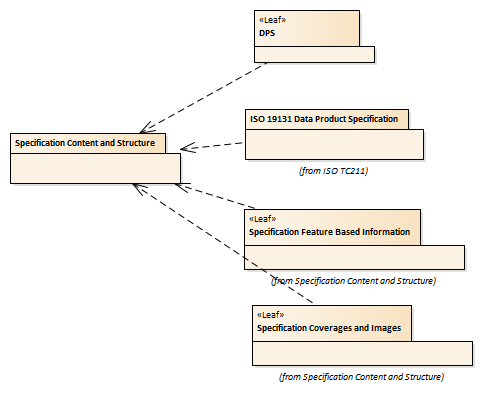 «Leaf»
DPS
ISO 19131 Data Product Specification
(from ISO TC211)
Specification Content and Structure
«Leaf»
Specification Feature Based Information
(from Specification Content and Structure)
«Leaf»
Specification Coverages and Images
(from Specification Content and Structure)